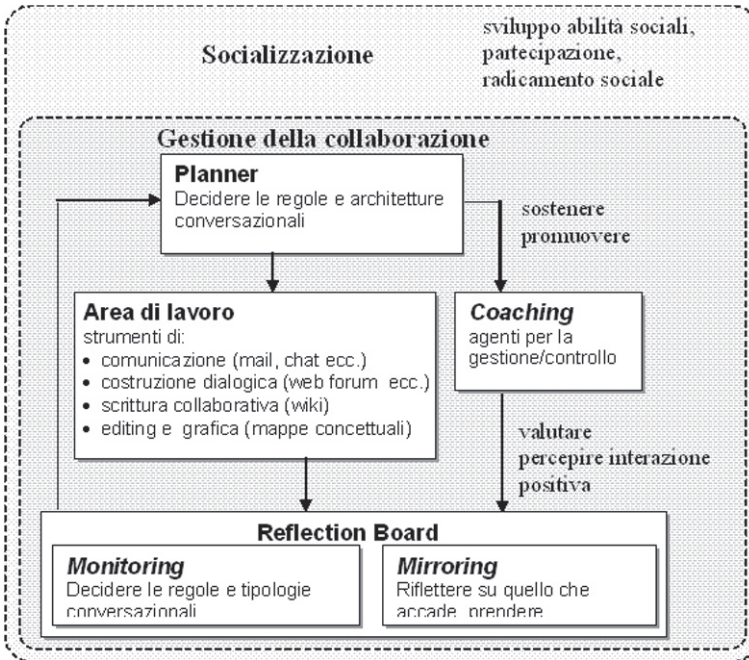 Socializzazione
sviluppo abilità sociali,
partecipazione,
radicamento sociale
Gestione della collaborazione
Planner
Decidere le regole e architetture
conversazionali
sostenere
promuovere
Area di lavoro
strumenti di:
• comunicazione (mail, chat ecc.)
• costruzione dialogica (web forum ecc.)
• scrittura collaborativa (wiki)
• editing e grafica (mappe concettuali)
Coaching
agenti per la
gestione/controllo
valutare
percepire interazione
positiva
Reflection Board
Monitoring
Decidere le regole e tipologie
conversazionali
Mirroring
Riflettere su quello che
accade prendere